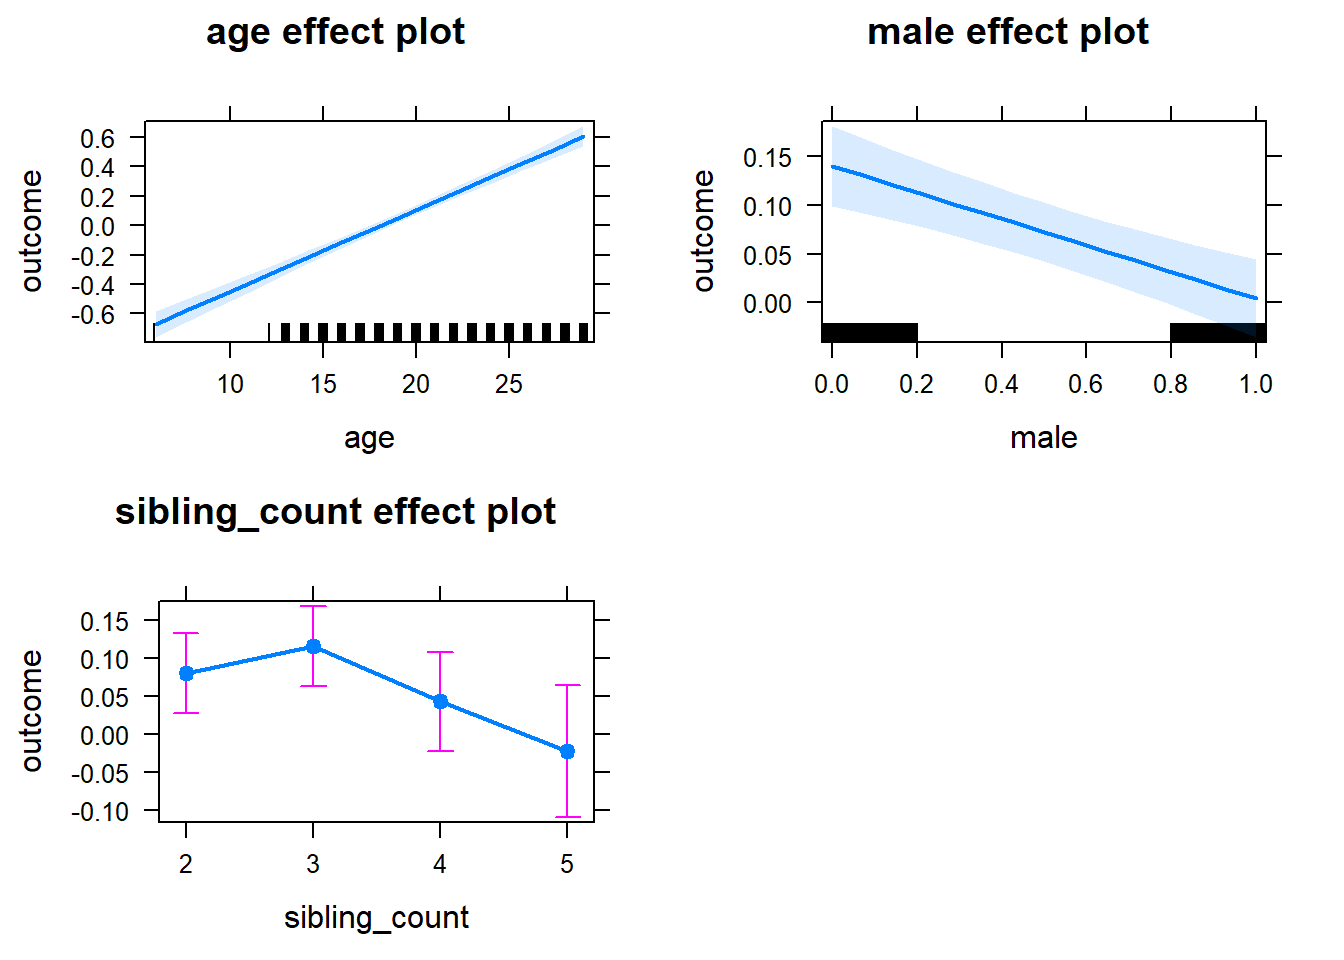 age effect plot
outcome
0.6
0.4
0.2
0.0
-0.2
-0.4
-0.6
10 15 20 25
age
male effect plot
outcome
0.15
0.10
0.05
0.00
0.0 0.2 0.4 0.6 0.8 1.0
male
sibling_count effect plot
outcome
0.15
0.10
0.05
0.00
-0.05
-0.10
2 3 4 5
sibling_count